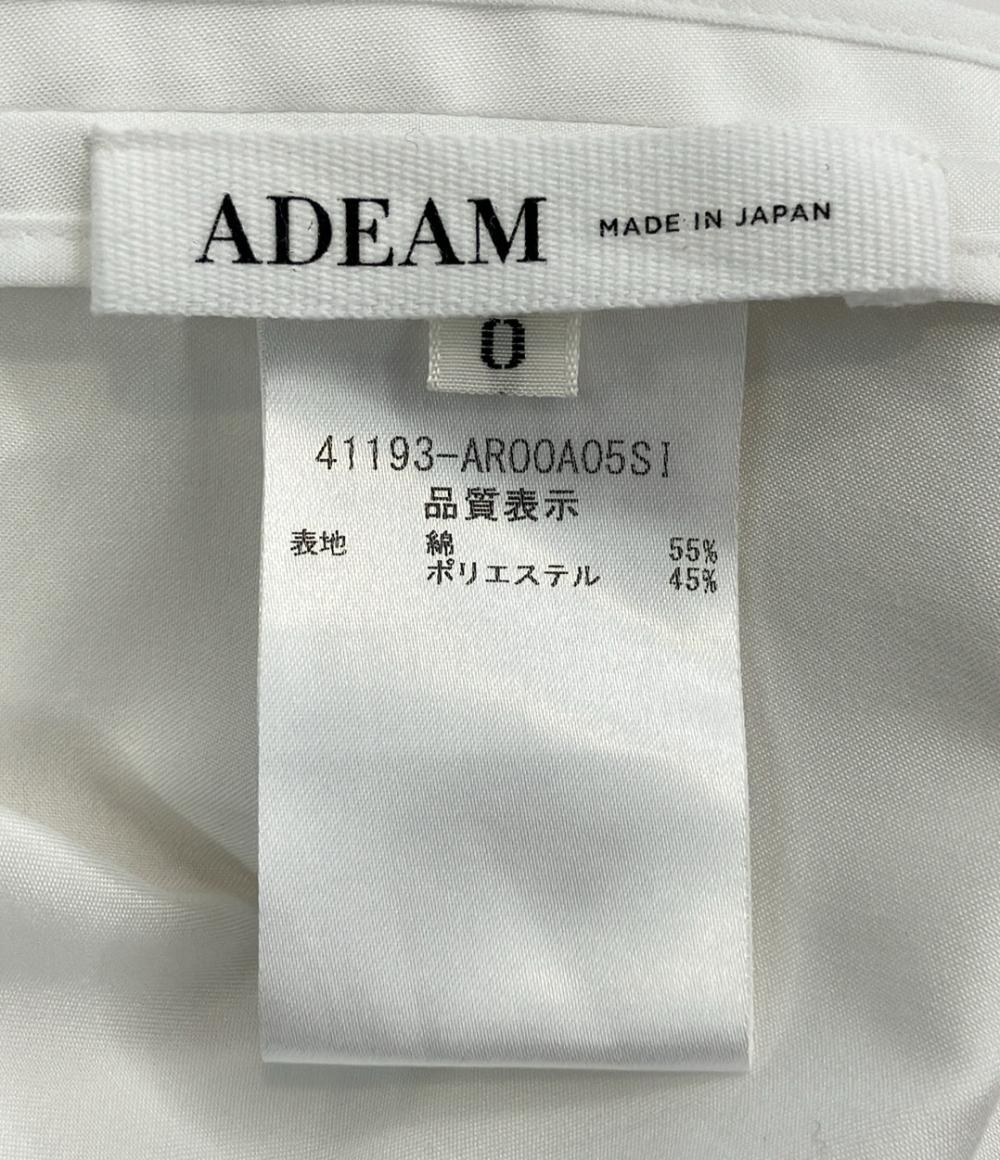 ADEAM MADE IN JAPAN
0
41193-AR00A05SI
品質表示
表地 綿 55%
ポリエステル 45%